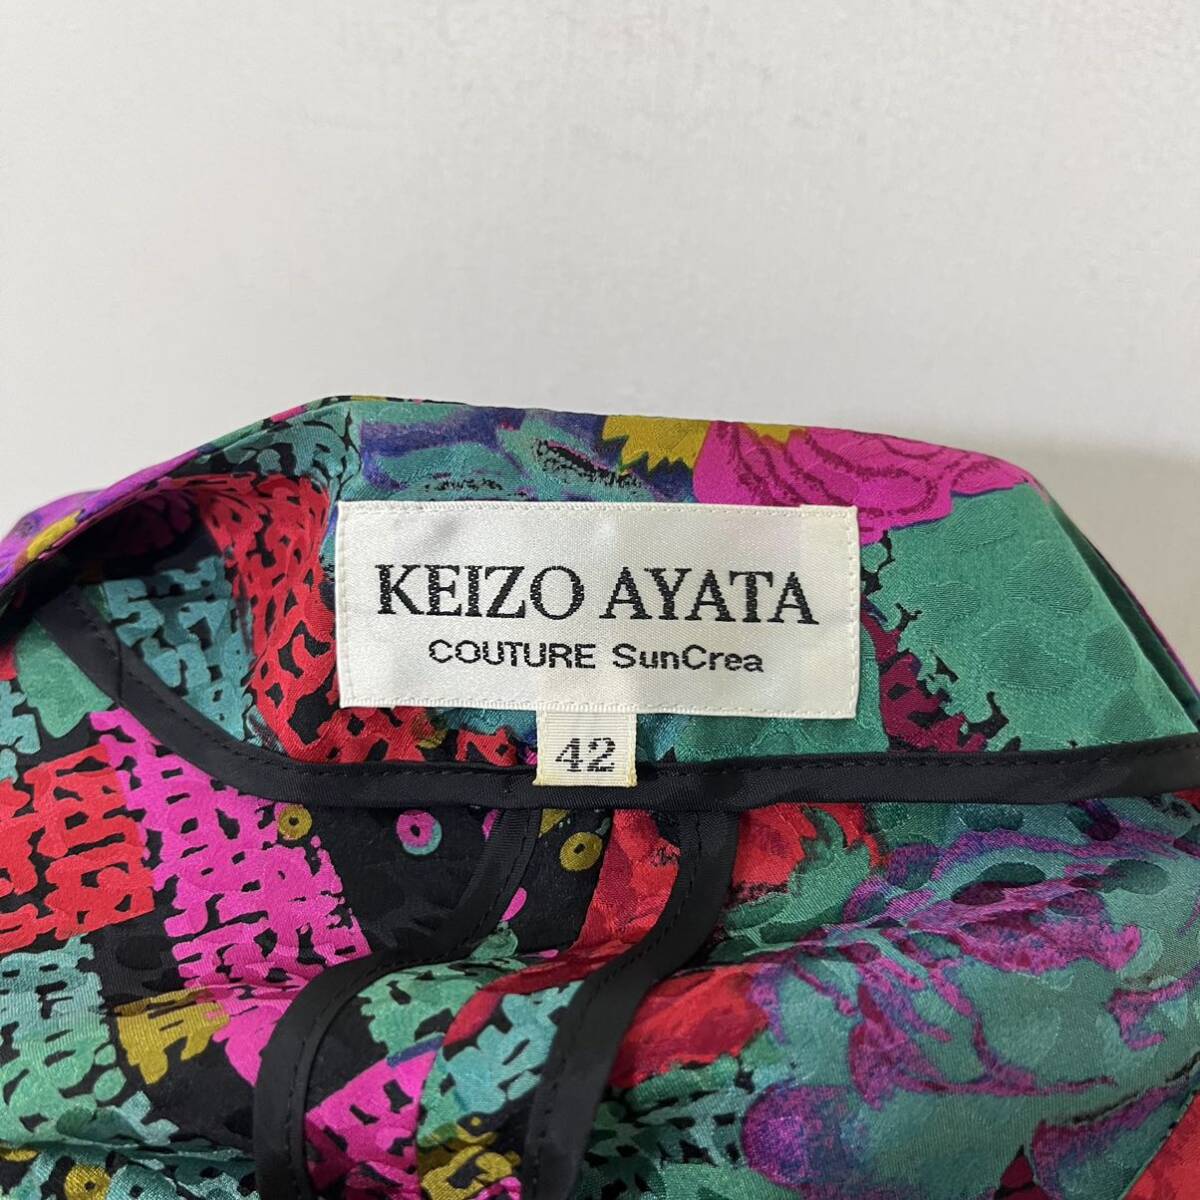 KEIZO AYATA
COUTURE SunCrea
42